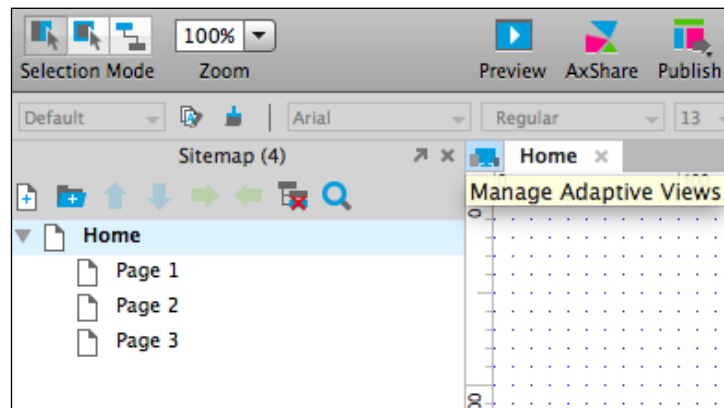 100%
Selection Mode Zoom Preview AxShare Publish
Default Arial Regular 13
Sitemap (4) Home
Manage Adaptive Views
0
Home
Page 1
Page 2
Page 3